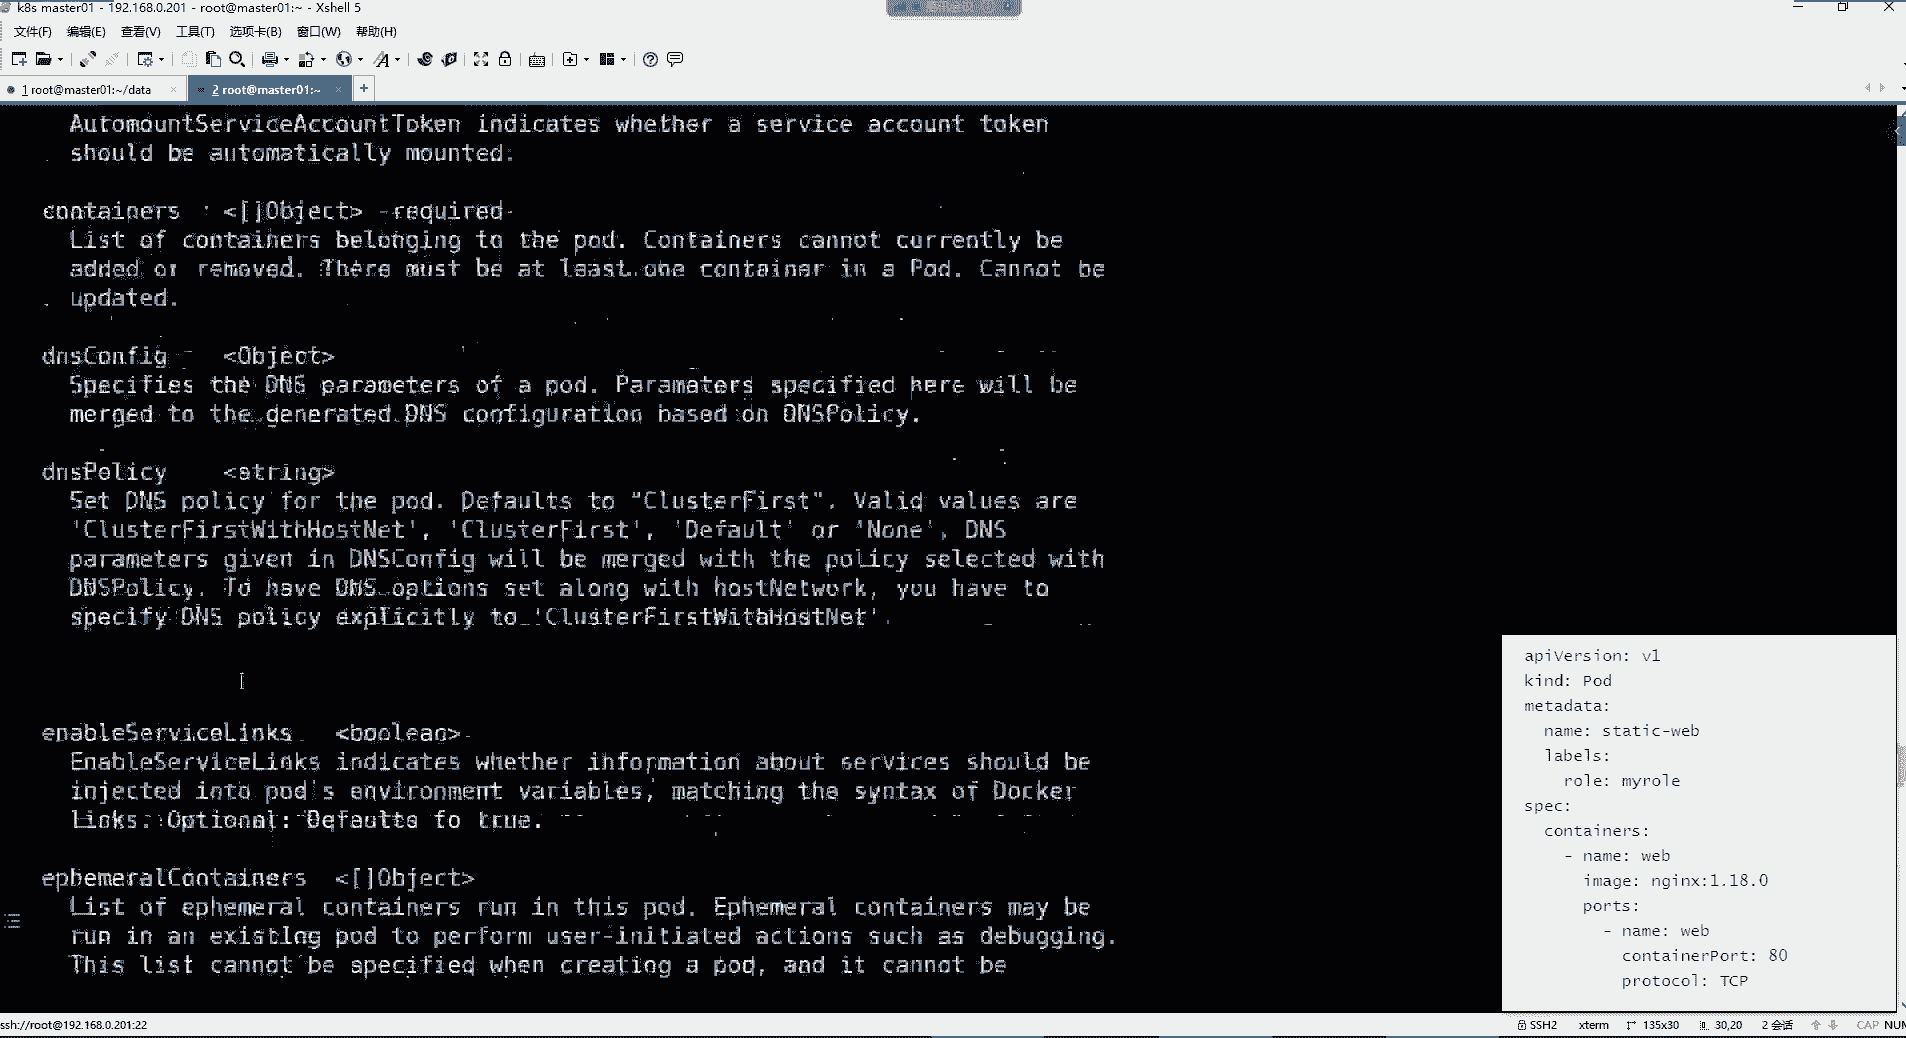 k8s master01 - 192.168.0.201 - root@master01:~ - Xshell 5
文件(F) 编辑(E) 查看(V) 工具(T) 选项卡(B) 窗口(W) 帮助(H)
1 root@master01:~/data
2 root@master01:~
AutomountServiceAccountToken indicates whether a service account token
should be automatically mounted.
containers <[]Object> -required-
List of containers belonging to the pod. Containers cannot currently be
added or removed. There must be at least one container in a Pod. Cannot be
updated.
dnsConfig <Object>
Specifies the DNS parameters of a pod. Parameters specified here will be
merged to the generated DNS configuration based on DNSPolicy.
dnsPolicy <string>
Set DNS policy for the pod. Defaults to "ClusterFirst". Valid values are
'ClusterFirstWithHostNet', 'ClusterFirst', 'Default' or 'None'. DNS
parameters given in DNSConfig will be merged with the policy selected with
DNSPolicy. To have DNS options set along with hostNetwork, you have to
specify DNS policy explicitly to 'ClusterFirstWithHostNet'.
enableServiceLinks <boolean>
EnableServiceLinks indicates whether information about services should be
injected into pod's environment variables, matching the syntax of Docker
links. Optional: Defaults to true.
ephemeralContainers <[]Object>
List of ephemeral containers run in this pod. Ephemeral containers may be
run in an existing pod to perform user-initiated actions such as debugging.
This list cannot be specified when creating a pod, and it cannot be
apiVersion: v1
kind: Pod
metadata:
  name: static-web
  labels:
    role: myrole
spec:
  containers:
    - name: web
      image: nginx:1.18.0
      ports:
        - name: web
          containerPort: 80
          protocol: TCP
ssh://root@192.168.0.201:22
SSH2 xterm 135x30 30,20 2 会话 CAP NUM